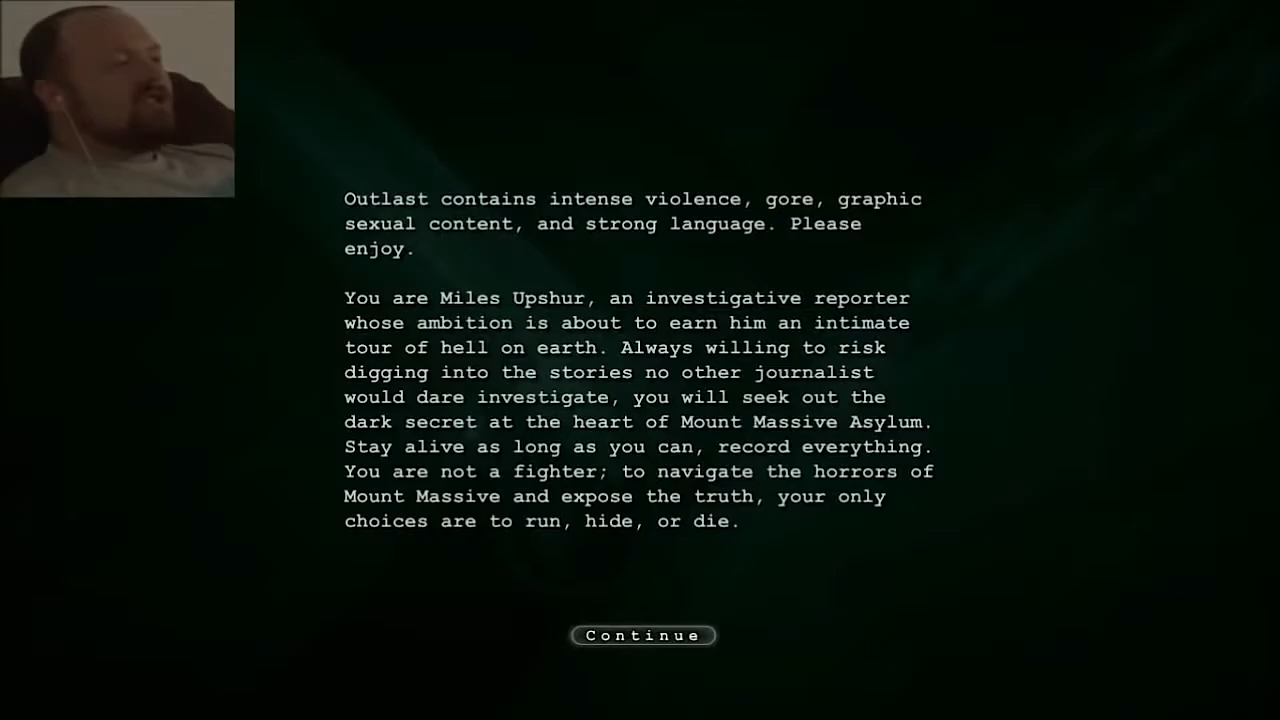 Outlast contains intense violence, gore, graphic
sexual content, and strong language. Please
enjoy.
You are Miles Upshur, an investigative reporter
whose ambition is about to earn him an intimate
tour of hell on earth. Always willing to risk
digging into the stories no other journalist
would dare investigate, you will seek out the
dark secret at the heart of Mount Massive Asylum.
Stay alive as long as you can, record everything.
You are not a fighter; to navigate the horrors of
Mount Massive and expose the truth, your only
choices are to run, hide, or die.
Continue